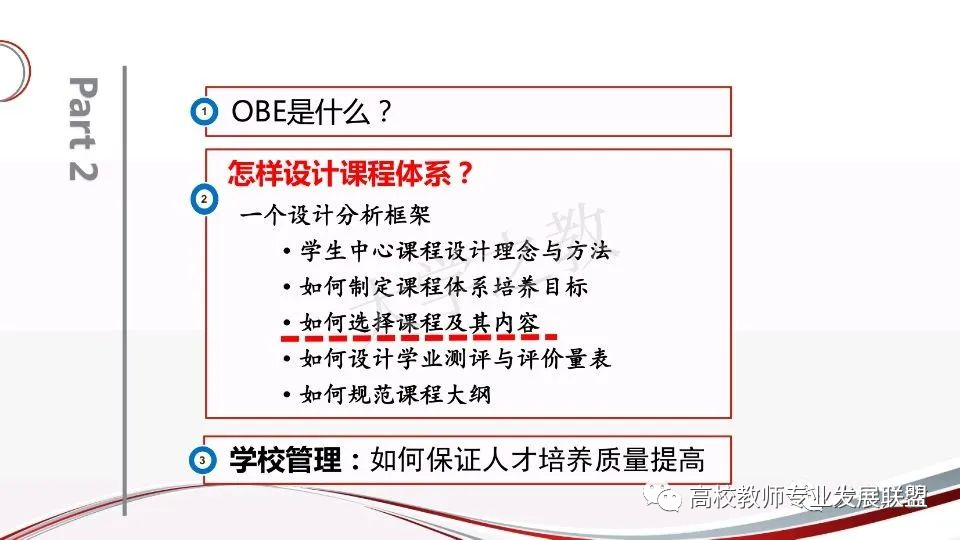 Part 2
1
OBE是什么？
2
怎样设计课程体系？
一个设计分析框架
• 学生中心课程设计理念与方法
• 如何制定课程体系培养目标
• 如何选择课程及其内容
• 如何设计学业测评与评价量表
• 如何规范课程大纲
3
学校管理：如何保证人才培养质量提高
高校教师专业发展联盟